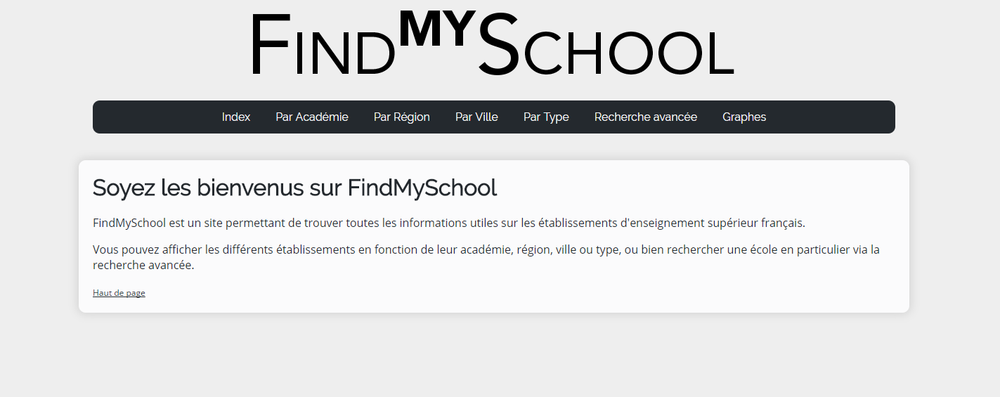 FindMYSchool
Index Par Académie Par Région Par Ville Par Type Recherche avancée Graphes
Soyez les bienvenus sur FindMySchool
FindMySchool est un site permettant de trouver toutes les informations utiles sur les établissements d'enseignement supérieur français.
Vous pouvez afficher les différents établissements en fonction de leur académie, région, ville ou type, ou bien rechercher une école en particulier via la
recherche avancée.
Haut de page